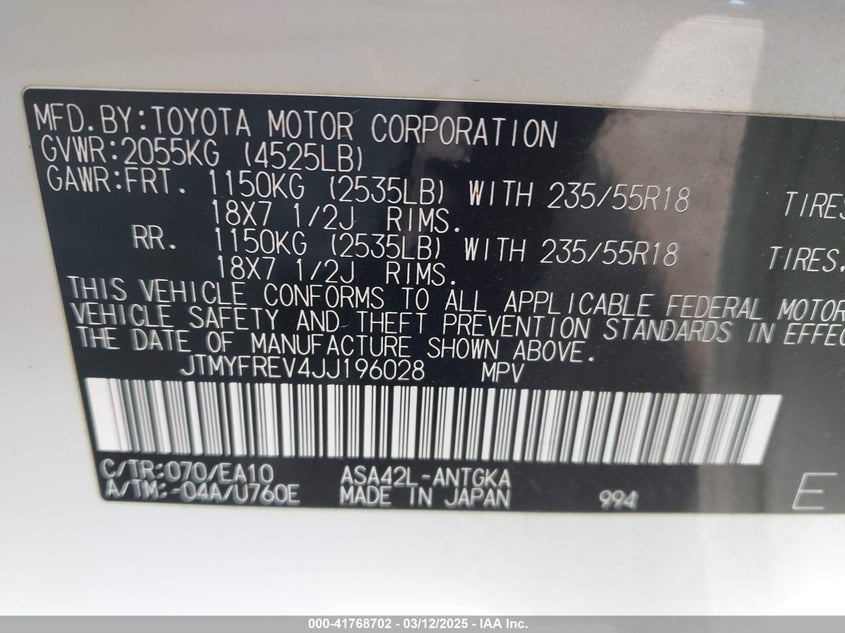 MFD.BY:TOYOTA MOTOR CORPORATION
GVWR:2055KG (4525LB)
GAWR:FRT. 1150KG (2535LB) WITH 235/55R18 TIRES
18X7 1/2J RIMS.
RR. 1150KG (2535LB) WITH 235/55R18 TIRES.
18X7 1/2J RIMS.
THIS VEHICLE CONFORMS TO ALL APPLICABLE FEDERAL MOTOR
VEHICLE SAFETY AND THEFT PREVENTION STANDARDS IN EFFEC
THE DATE OF MANUFACTURE SHOWN ABOVE.
JTMYFREV4JJ196028 MPV
C/TR:070/EA10 ASA42L-ANTGKA
A/TM:-04A/U760E MADE IN JAPAN 994 E
000-41768702 - 03/12/2025 - IAA Inc.